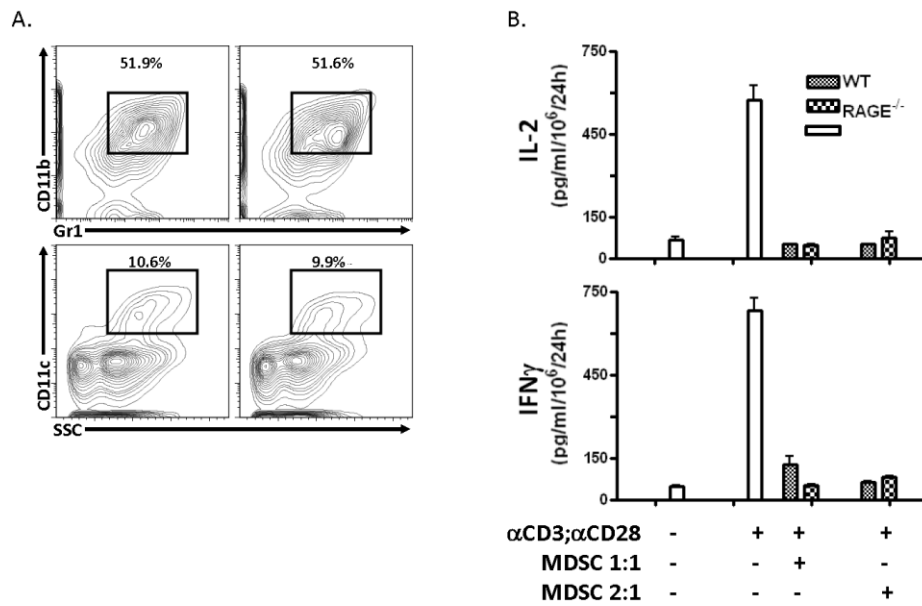 A.
51.9% 51.6%
CD11b
Gr1
10.6% 9.9%
CD11c
SSC
B.
750
450
150
0
IL-2
(pg/ml/10⁶/24h)
WT
RAGE⁻/⁻
750
450
150
0
IFNγ
(pg/ml/10⁶/24h)
αCD3;αCD28 - + + +
MDSC 1:1 - - + -
MDSC 2:1 - - - +